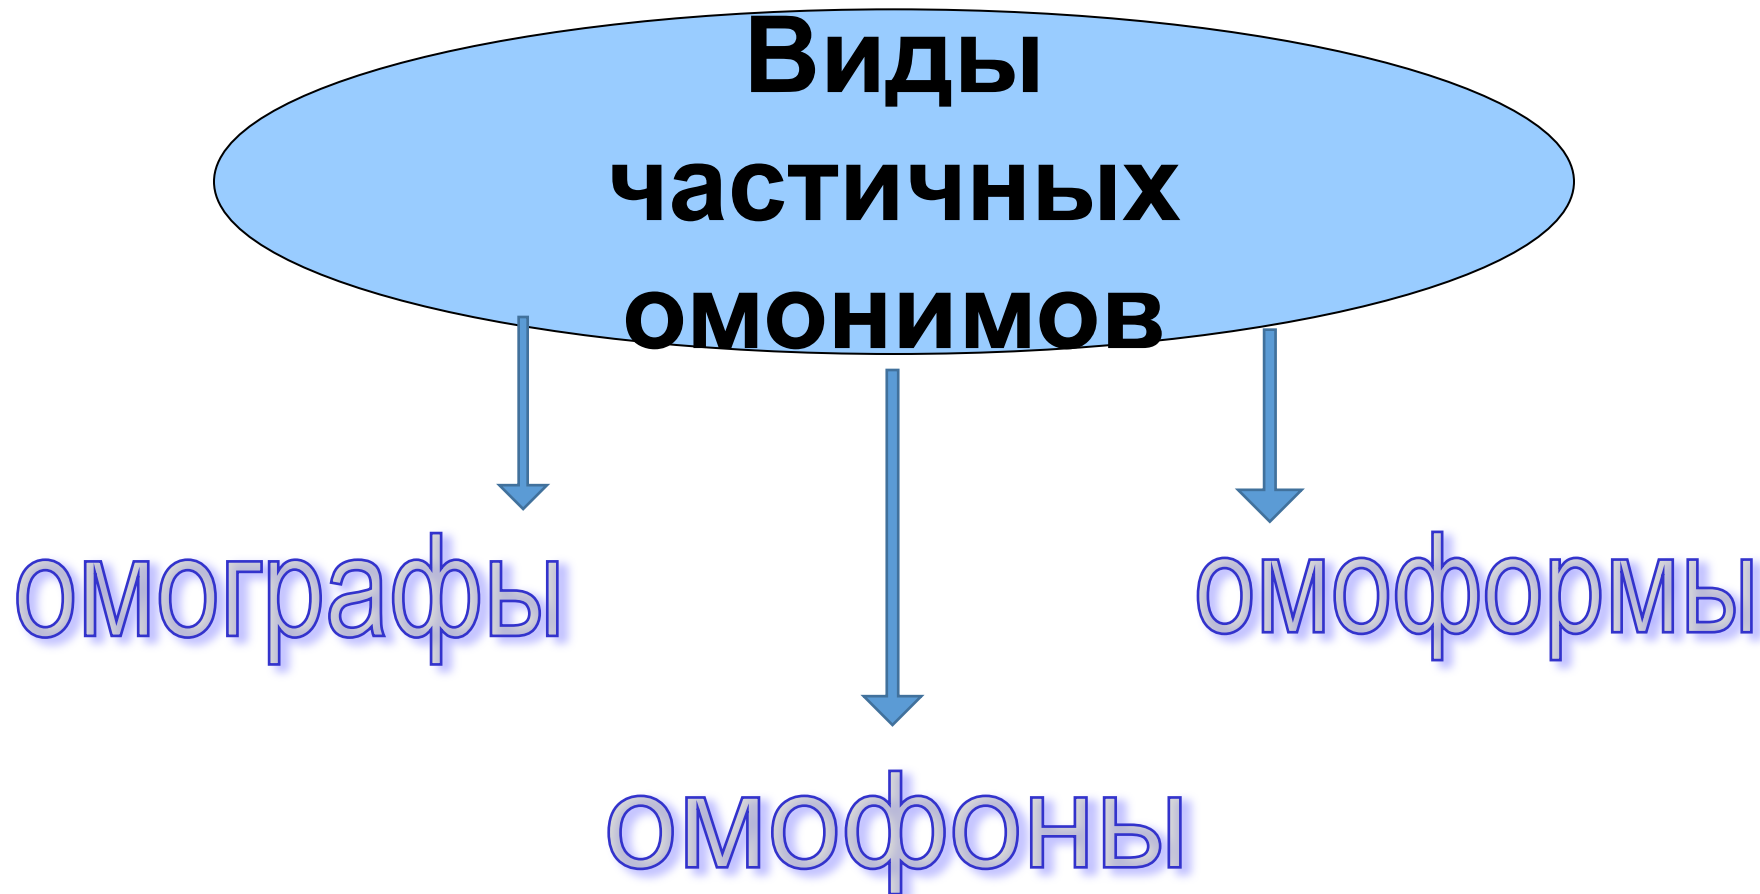 Виды
частичных
омонимов
омографы
омоформы
омофоны